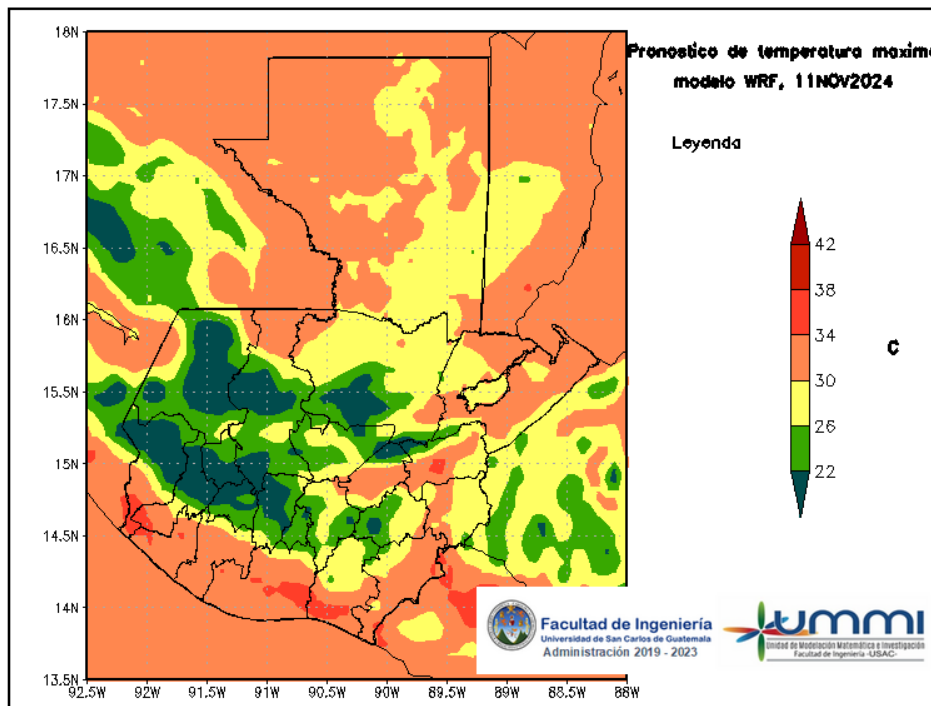 Pronostico de temperatura maxima
modelo WRF, 11NOV2024
Leyenda
42
38
34
30
26
22
C
18N
17.5N
17N
16.5N
16N
15.5N
15N
14.5N
14N
13.5N
92.5W
92W
91.5W
91W
90.5W
90W
89.5W
89W
88.5W
88W
Facultad de Ingeniería
Universidad de San Carlos de Guatemala
Administración 2019 - 2023
ummi
Unidad de Modelación Matemática e Investigación
Facultad de Ingeniería -USAC-